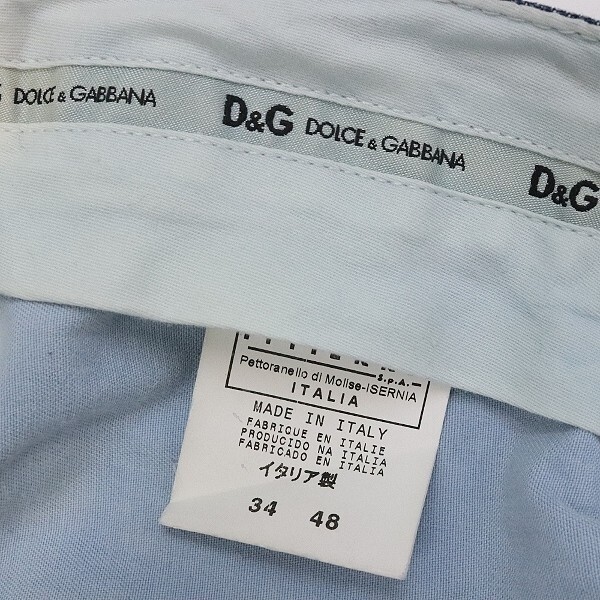 DOLCE & GABBANA D&G DOLCE & GABBANA D&G
S.p.A.
Pettoranello di Molise-ISERNIA
ITALIA
MADE IN ITALY
FABRIQUE EN ITALIE
PRODUCIDO NA ITALIA
FABRICADO EN ITALIA
イタリア製
34 48